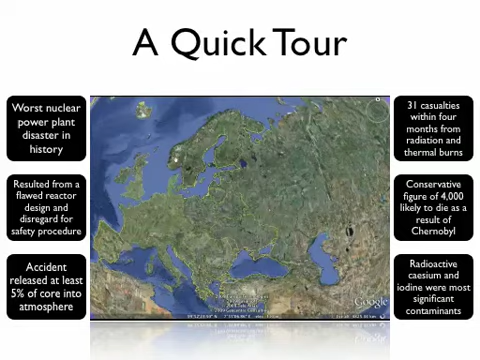 A Quick Tour
Worst nuclear
power plant
disaster in
history
Resulted from a
flawed reactor
design and
disregard for
safety procedure
Accident
released at least
5% of core into
atmosphere
31 casualties
within four
months from
radiation and
thermal burns
Conservative
figure of 4,000
likely to die as a
result of
Chernobyl
Radioactive
caesium and
iodine were most
significant
contaminants
Google